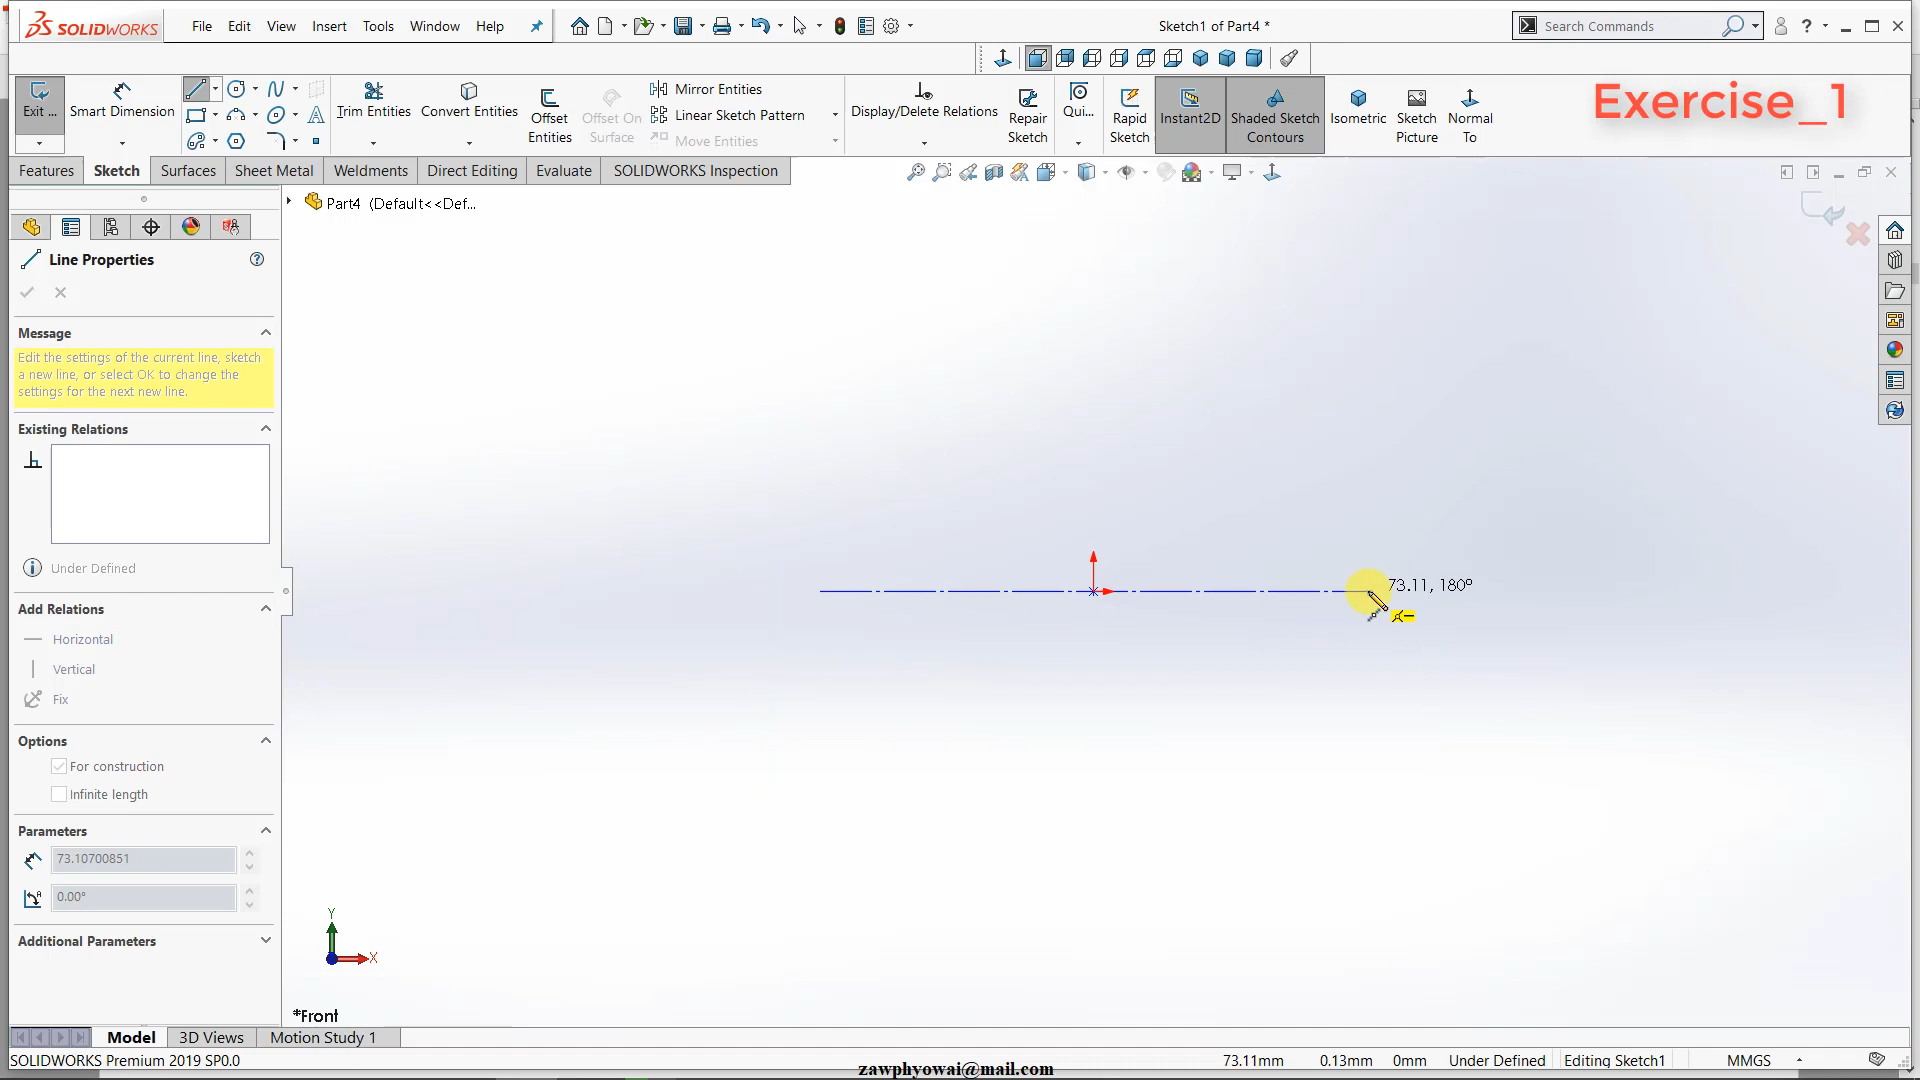 SOLIDWORKS
File Edit View Insert Tools Window Help
Sketch1 of Part4 *
Search Commands
?
Exit ...
Smart Dimension
Trim Entities
Convert Entities
Offset Entities
Offset On Surface
Mirror Entities
Linear Sketch Pattern
Move Entities
Display/Delete Relations
Repair Sketch
Qui...
Rapid Sketch
Instant2D
Shaded Sketch Contours
Isometric
Sketch Picture
Normal To
Exercise_1
Features Sketch Surfaces Sheet Metal Weldments Direct Editing Evaluate SOLIDWORKS Inspection
Part4 (Default<<Def...
Line Properties
Message
Edit the settings of the current line, sketch
a new line, or select OK to change the
settings for the next new line.
Existing Relations
Under Defined
Add Relations
Horizontal
Vertical
Fix
Options
For construction
Infinite length
Parameters
73.10700851
0.00°
Additional Parameters
73.11, 180°
Y
X
*Front
Model 3D Views Motion Study 1
SOLIDWORKS Premium 2019 SP0.0
73.11mm 0.13mm 0mm Under Defined Editing Sketch1 MMGS
zawphyowai@mail.com